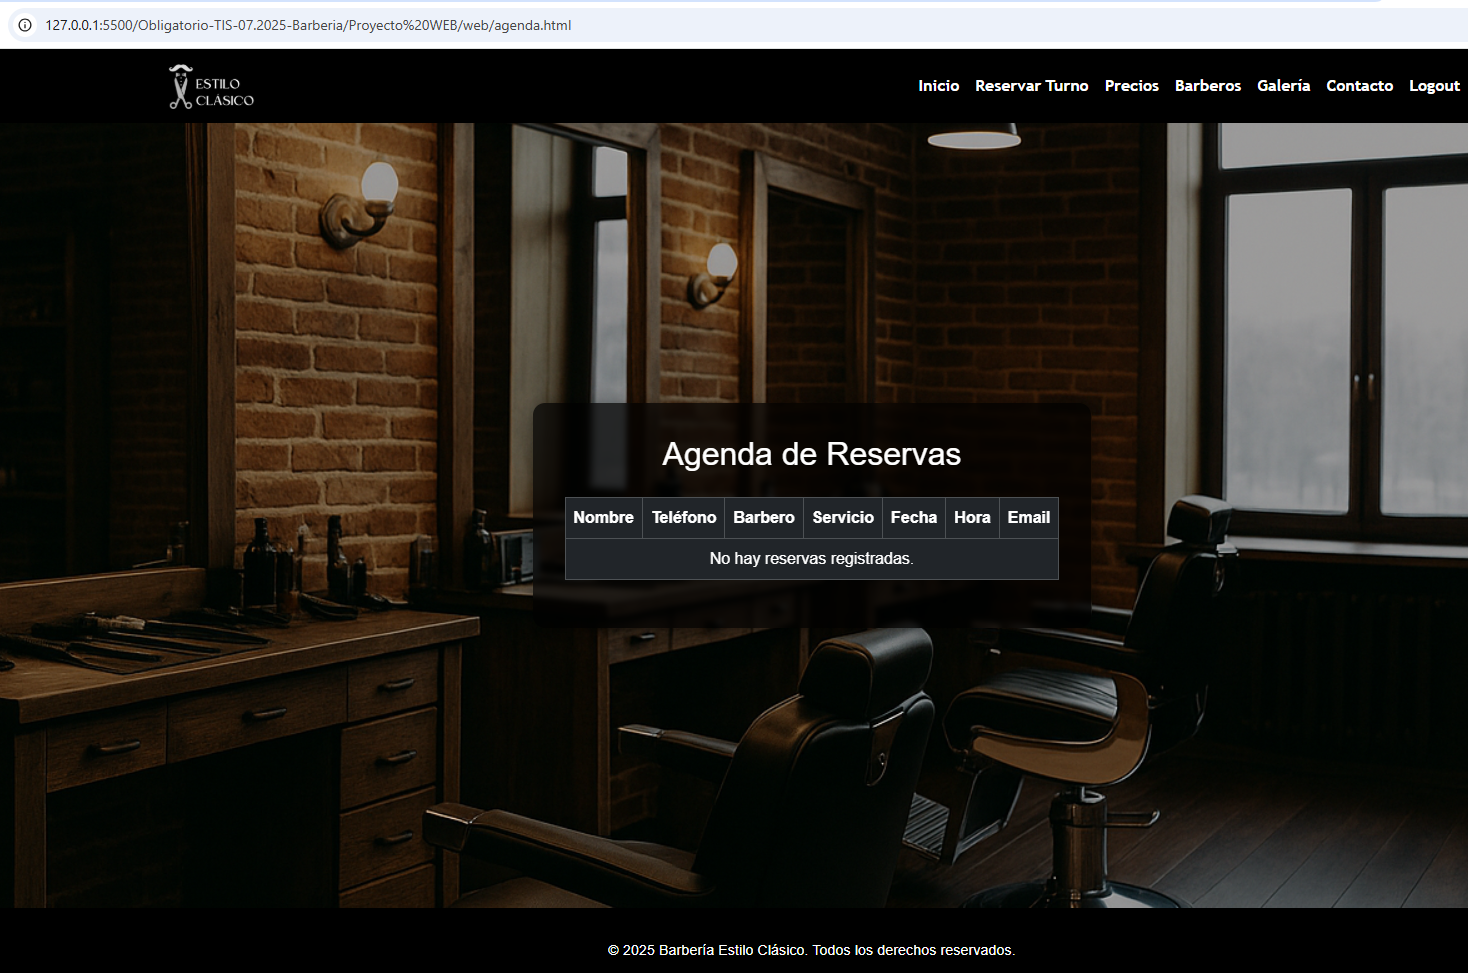 127.0.0.1:5500/Obligatorio-TIS-07.2025-Barberia/Proyecto%20WEB/web/agenda.html
ESTILO
CLÁSICO
Inicio Reservar Turno Precios Barberos Galería Contacto Logout
Agenda de Reservas
Nombre Teléfono Barbero Servicio Fecha Hora Email
No hay reservas registradas.
© 2025 Barbería Estilo Clásico. Todos los derechos reservados.